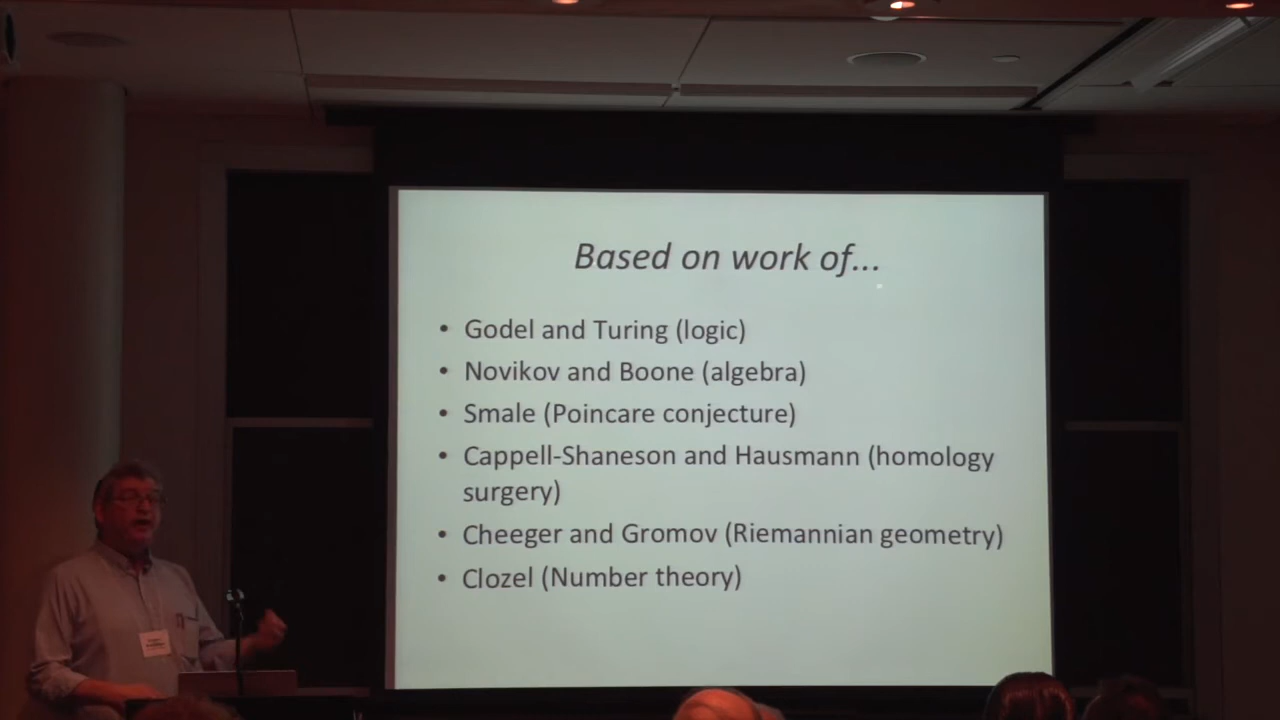 Based on work of...
• Godel and Turing (logic)
• Novikov and Boone (algebra)
• Smale (Poincare conjecture)
• Cappell-Shaneson and Hausmann (homology
surgery)
• Cheeger and Gromov (Riemannian geometry)
• Clozel (Number theory)